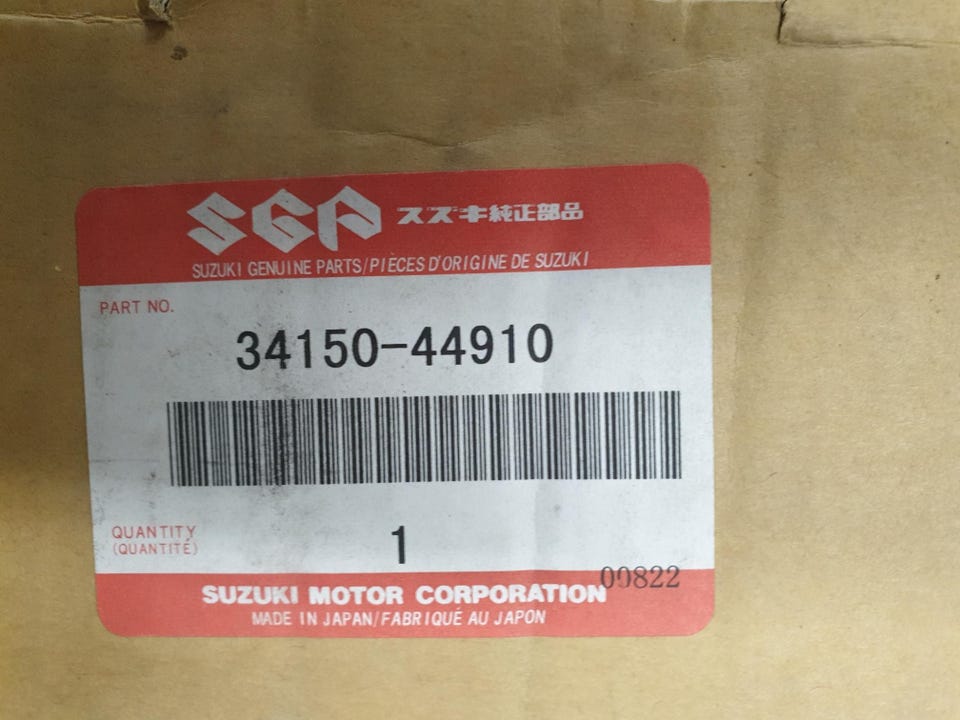 SGP スズキ純正部品
SUZUKI GENUINE PARTS/PIÈCES D'ORIGINE DE SUZUKI
PART NO.
34150-44910
QUANTITY
(QUANTITÉ)
1
00822
SUZUKI MOTOR CORPORATION
MADE IN JAPAN/FABRIQUÉ AU JAPON